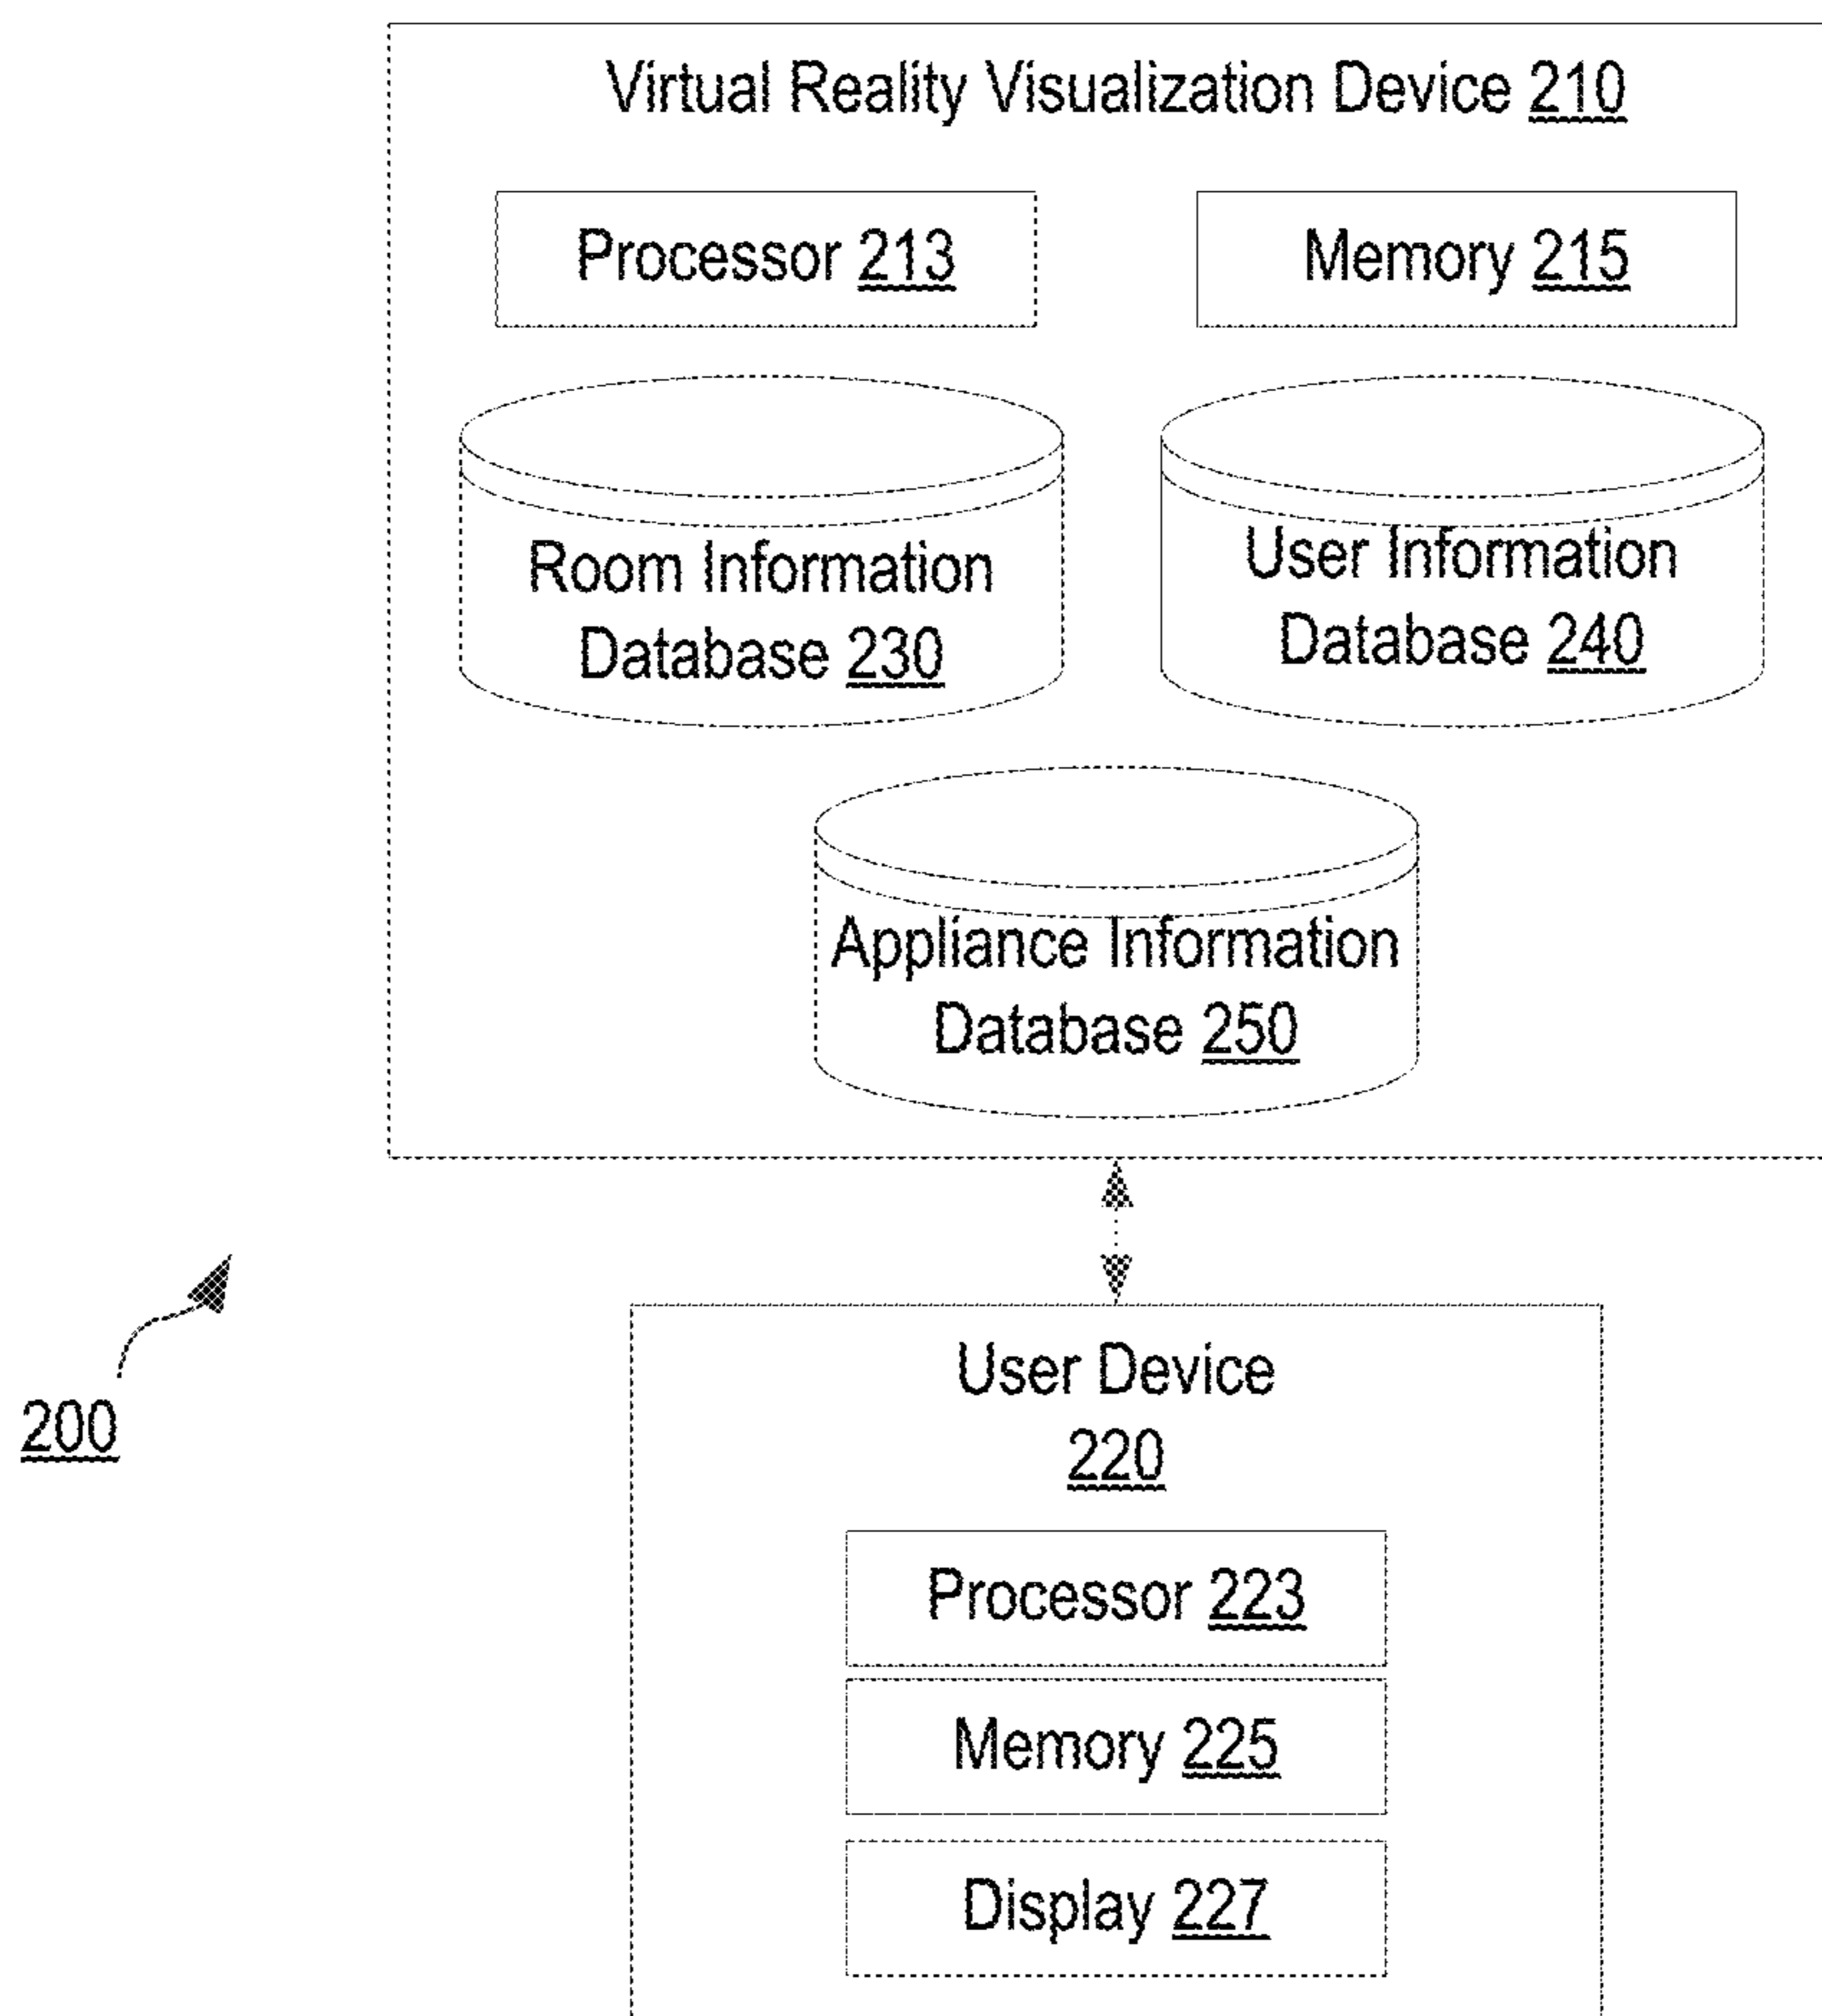 Virtual Reality Visualization Device 210
Processor 213
Memory 215
Room Information
Database 230
User Information
Database 240
Appliance Information
Database 250
200
User Device
220
Processor 223
Memory 225
Display 227